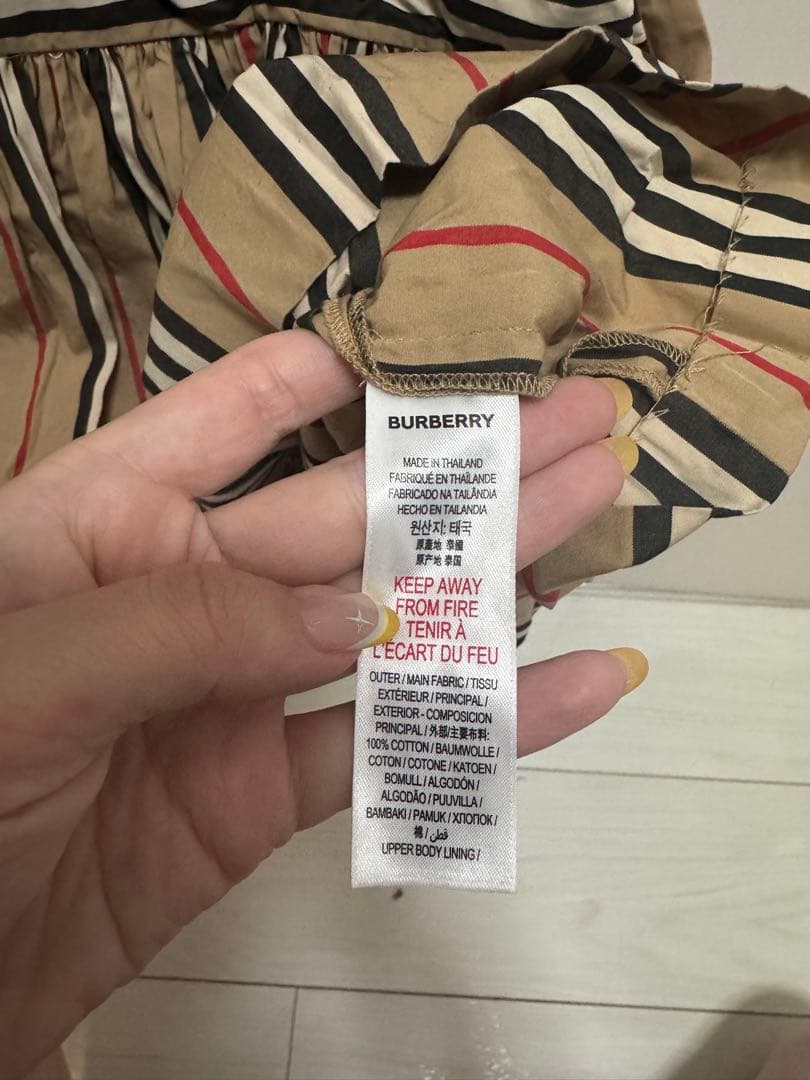 BURBERRY
MADE IN THAILAND
FABRIQUÉ EN THAÏLANDE
FABRICADO NA TAILÂNDIA
HECHO EN TAILANDIA
원산지: 태국
原產地 泰國
原产地 泰国
KEEP AWAY
FROM FIRE
TENIR À
L'ÉCART DU FEU
OUTER / MAIN FABRIC / TISSU
EXTÉRIEUR / PRINCIPAL /
EXTERIOR - COMPOSICION
PRINCIPAL / 外部/主要布料:
100% COTTON / BAUMWOLLE /
COTON / COTONE / KATOEN /
BOMULL / ALGODÓN /
ALGODÃO / PUUVILLA /
BAMBAKI / PAMUK / ХЛОПОК /
棉 / قطن /
UPPER BODY LINING /